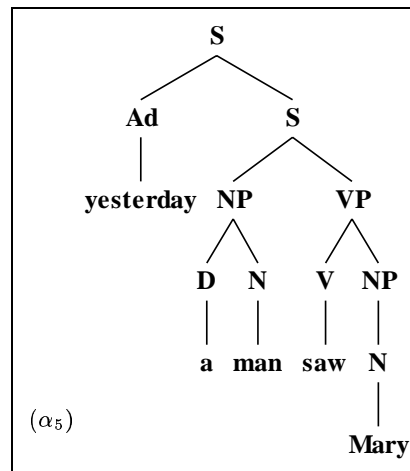 S
Ad S
yesterday NP VP
D N V NP
a man saw N
(α₅)
Mary